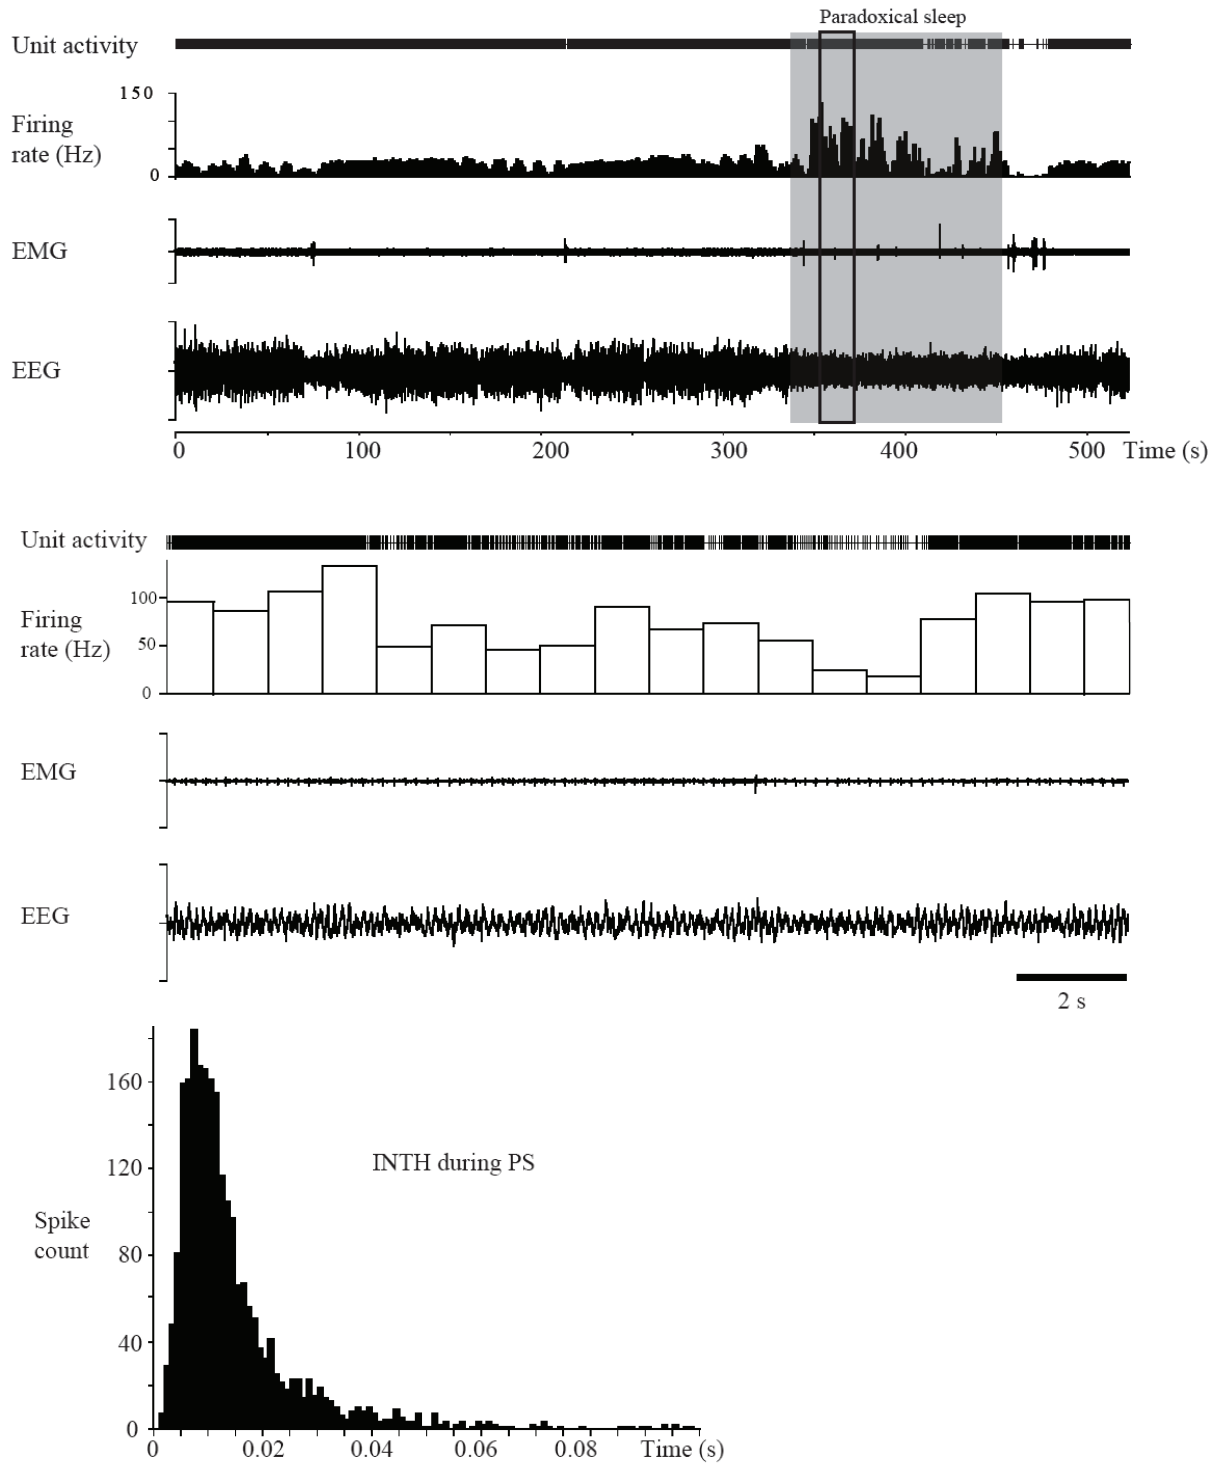 Paradoxical sleep
Unit activity
150
Firing
rate (Hz)
0
EMG
EEG
0 100 200 300 400 500 Time (s)
Unit activity
100
Firing
rate (Hz)
50
0
EMG
EEG
2 s
160
INTH during PS
120
Spike
count
80
40
0
0 0.02 0.04 0.06 0.08 Time (s)